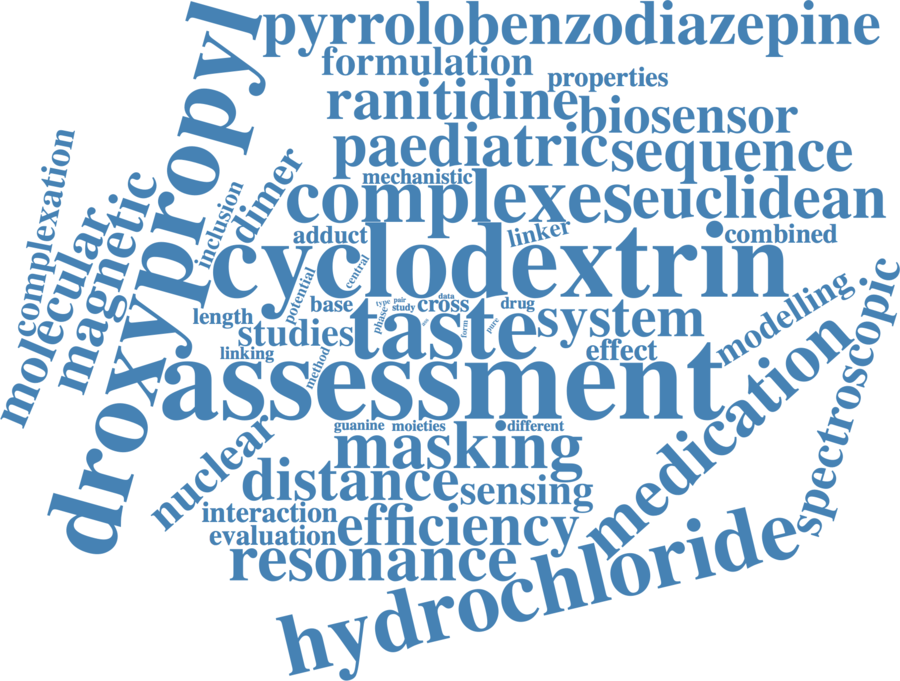 pyrrolobenzodiazepine
droxypropyl
formulation
properties
ranitidine
biosensor
paediatric
sequence
mechanistic
complexes
euclidean
complexation
molecular
magnetic
inclusion
dimer
adduct
linker
combined
cyclodextrin
central
potential
base
type
pair
data
study
cross
drug
phase
form
pure
length
studies
taste
system
modelling
spectroscopic
linking
method
effect
assessment
medication
guanine
moieties
different
nuclear
masking
distance
sensing
interaction
efficiency
evaluation
resonance
hydrochloride